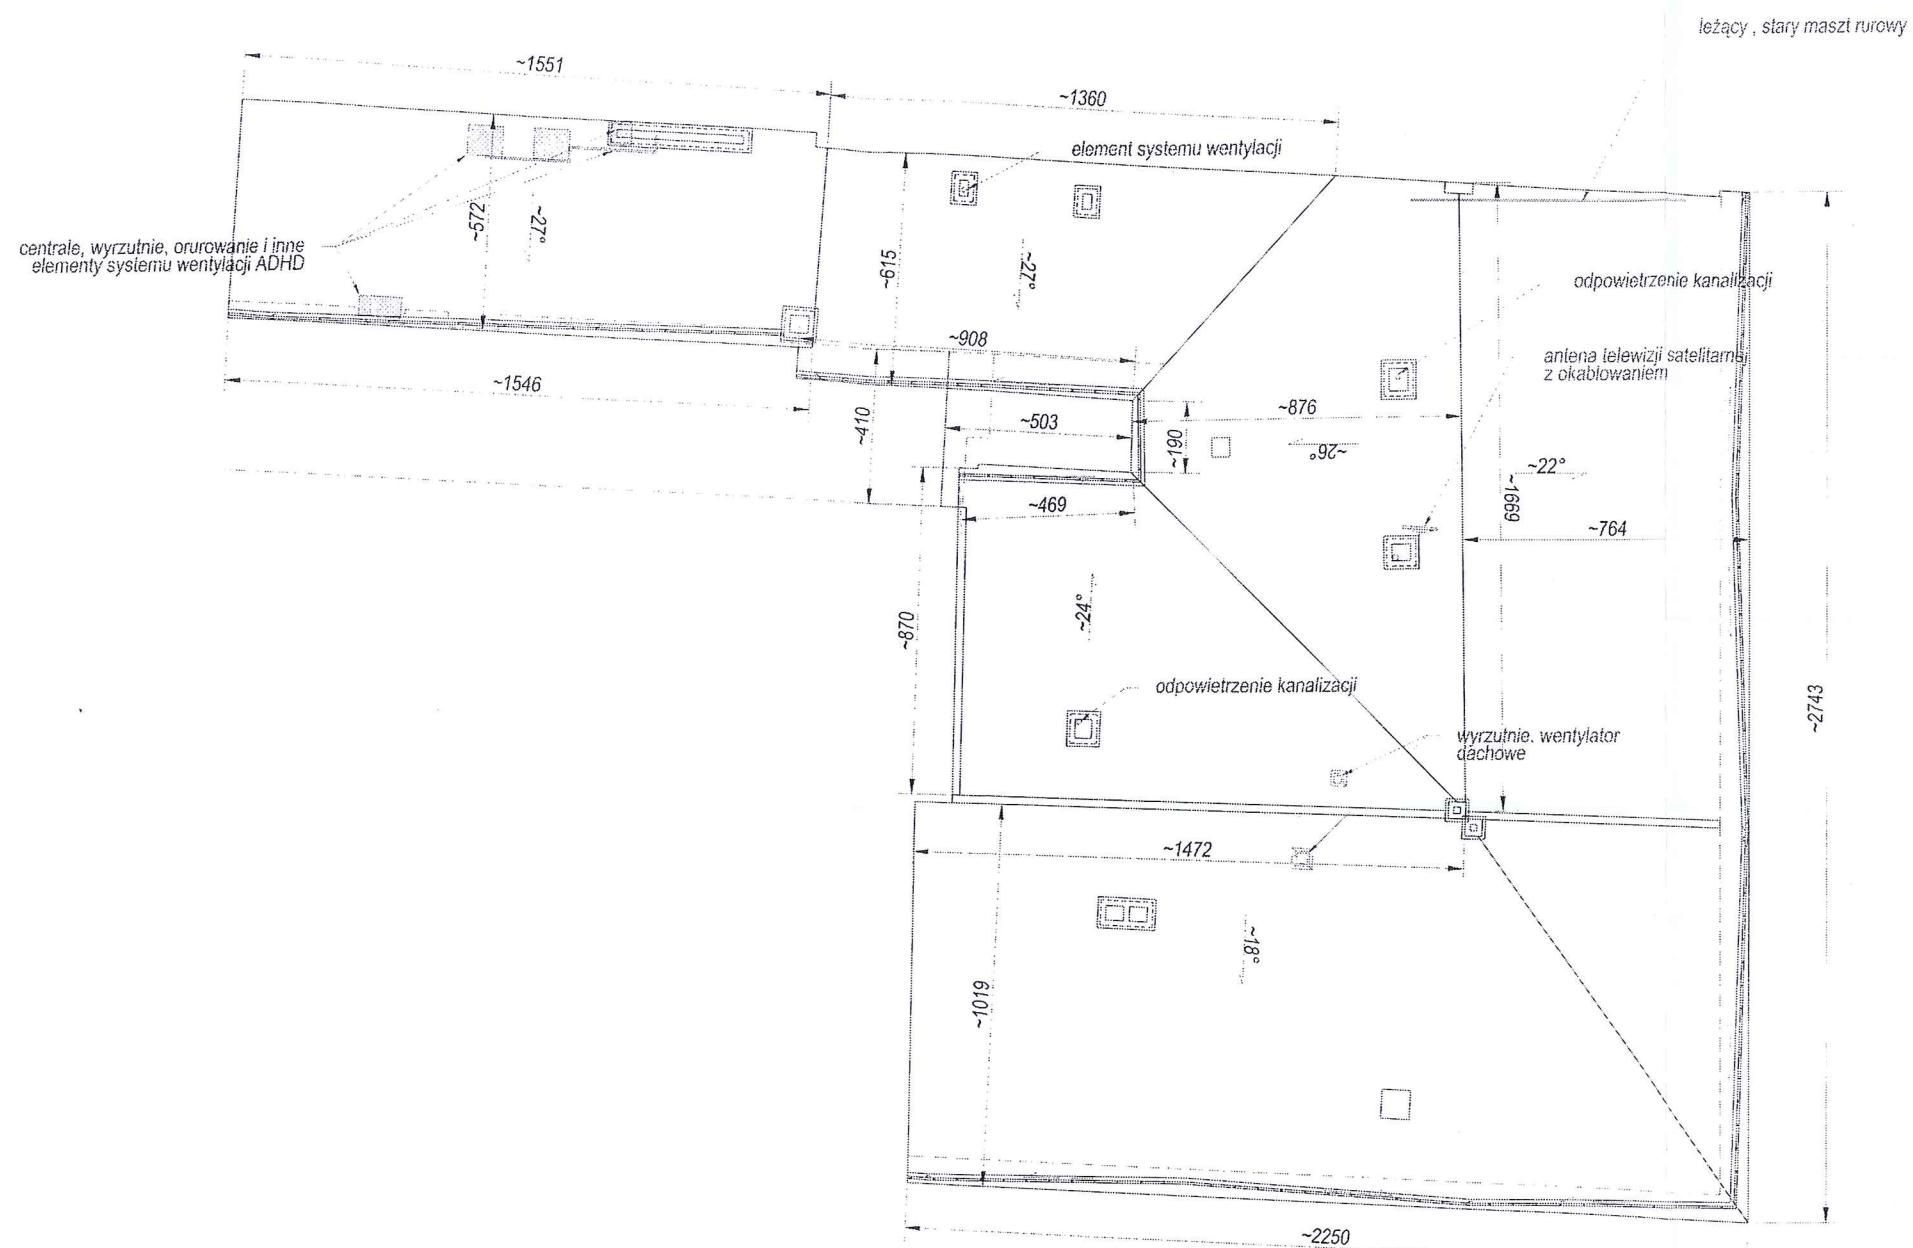 leżący , stary maszt rurowy
~1551
~1360
element systemu wentylacji
~572
~27°
centrale, wyrzutnie, orurowanie i inne
elementy systemu wentylacji ADHD
~615
~27°
odpowietrzenie kanalizacji
~908
antena telewizji satelitarnej
z okablowaniem
~1546
~410
~503
~190
~876
~26°
~22°
~1669
~469
~764
~24°
~870
odpowietrzenie kanalizacji
~2743
wyrzutnie. wentylator
dachowe
~1472
~18°
~1019
~2250